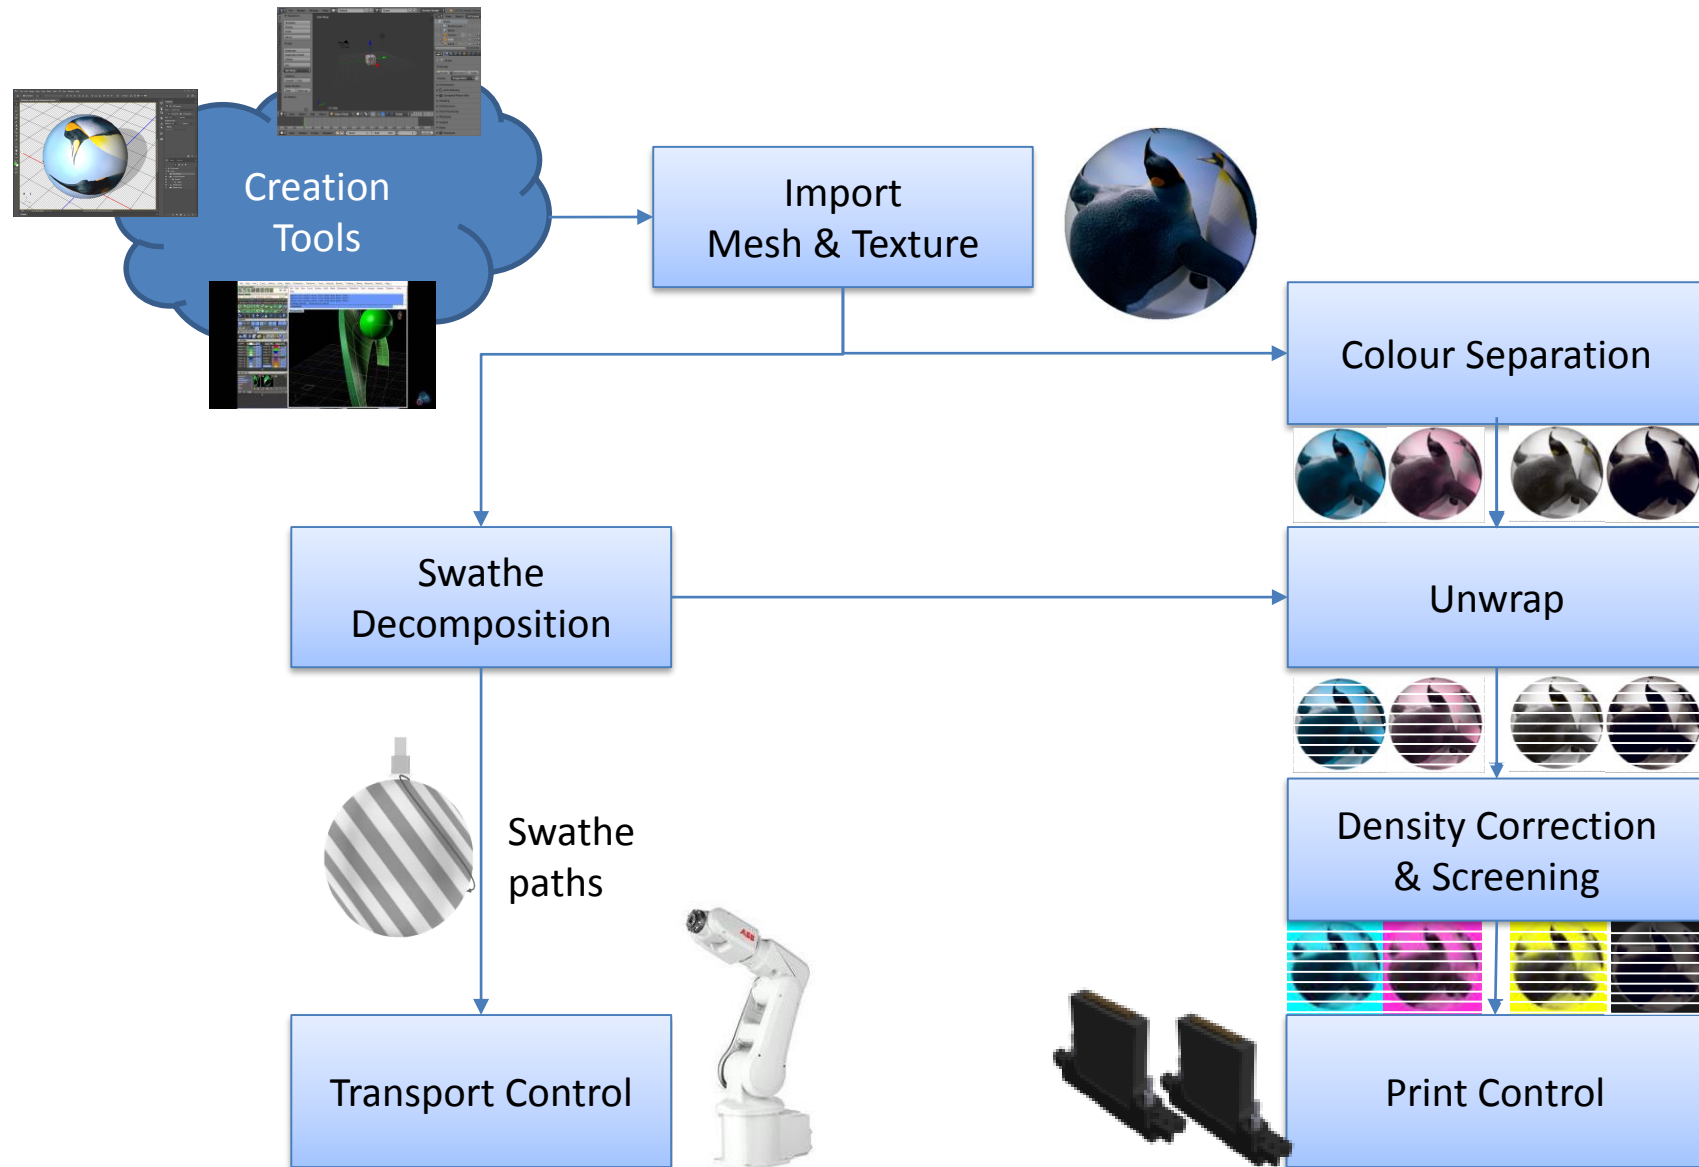 Creation
Tools
Import
Mesh & Texture
Colour Separation
Swathe
Decomposition
Unwrap
Swathe
paths
Density Correction
& Screening
ABB
Transport Control
Print Control